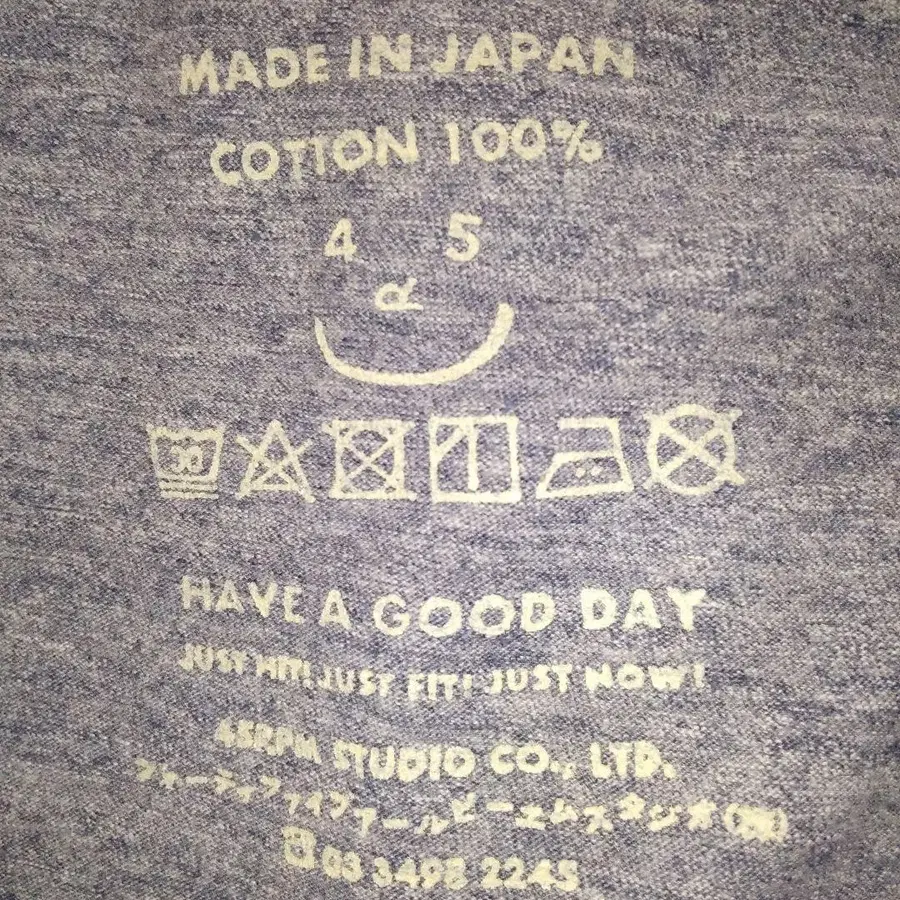 MADE IN JAPAN
COTTON 100%
4 5
R
30
HAVE A GOOD DAY
JUST HIT! JUST FIT! JUST NOW!
45RPM STUDIO CO., LTD.
フォーティファイブアールピーエムスタジオ(株)
03 3498 2245